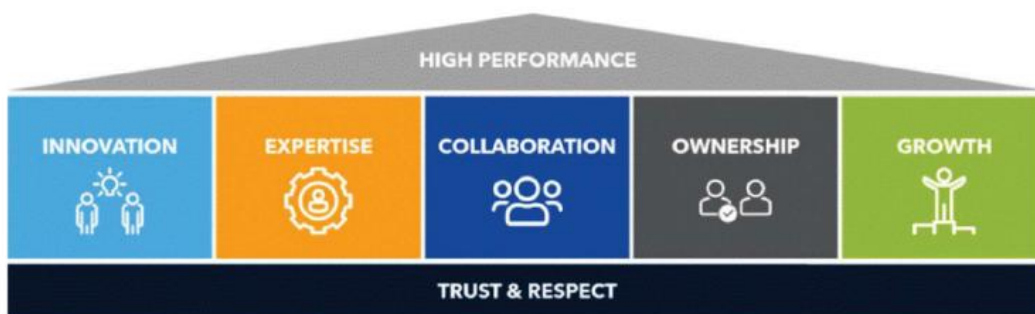 HIGH PERFORMANCE
INNOVATION
EXPERTISE
COLLABORATION
OWNERSHIP
GROWTH
TRUST & RESPECT